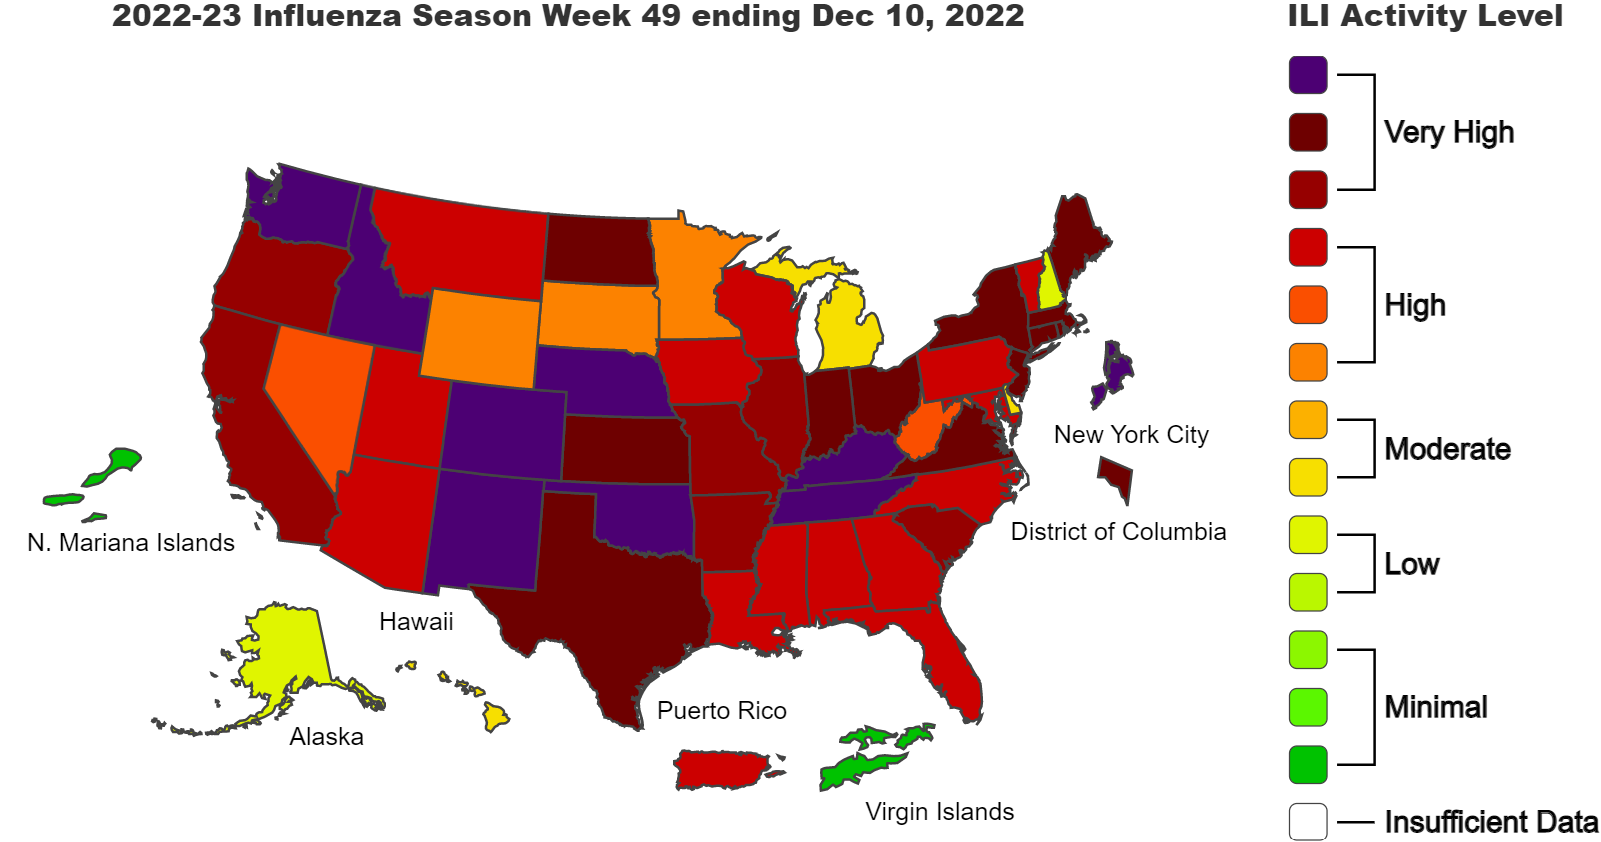 2022-23 Influenza Season Week 49 ending Dec 10, 2022
ILI Activity Level
Very High
High
Moderate
Low
Minimal
Insufficient Data
New York City
District of Columbia
N. Mariana Islands
Hawaii
Alaska
Puerto Rico
Virgin Islands